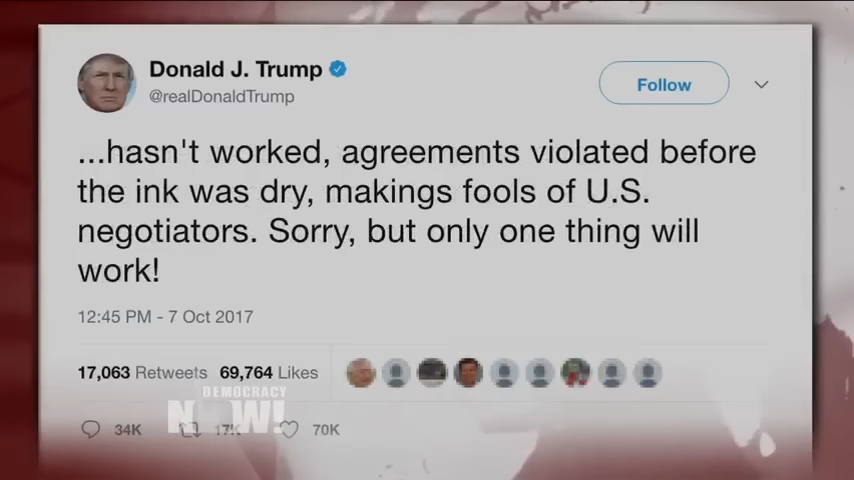 Donald J. Trump
@realDonaldTrump
Follow
...hasn't worked, agreements violated before
the ink was dry, makings fools of U.S.
negotiators. Sorry, but only one thing will
work!
12:45 PM - 7 Oct 2017
17,063 Retweets 69,764 Likes
DEMOCRACY
NOW!
34K 17K 70K